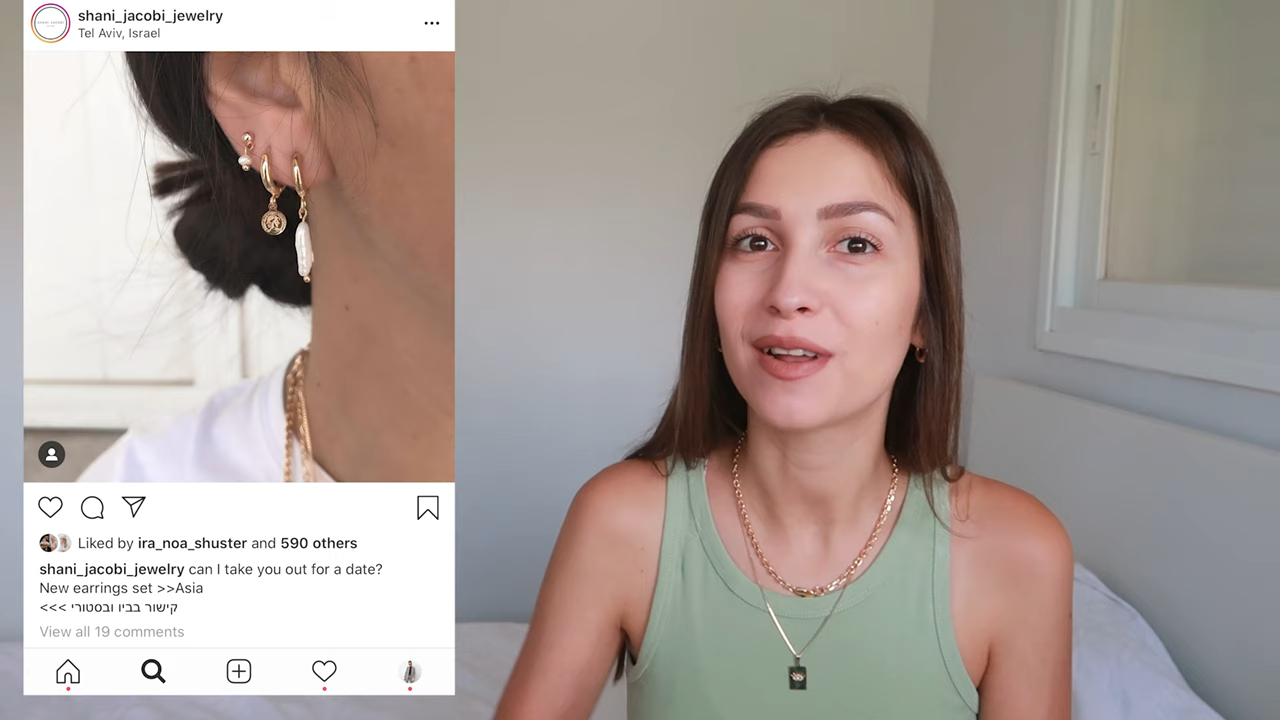 shani_jacobi_jewelry
Tel Aviv, Israel
Liked by ira_noa_shuster and 590 others
shani_jacobi_jewelry can I take you out for a date?
New earrings set >>Asia
קישור בביו ובסטורי >>>
View all 19 comments